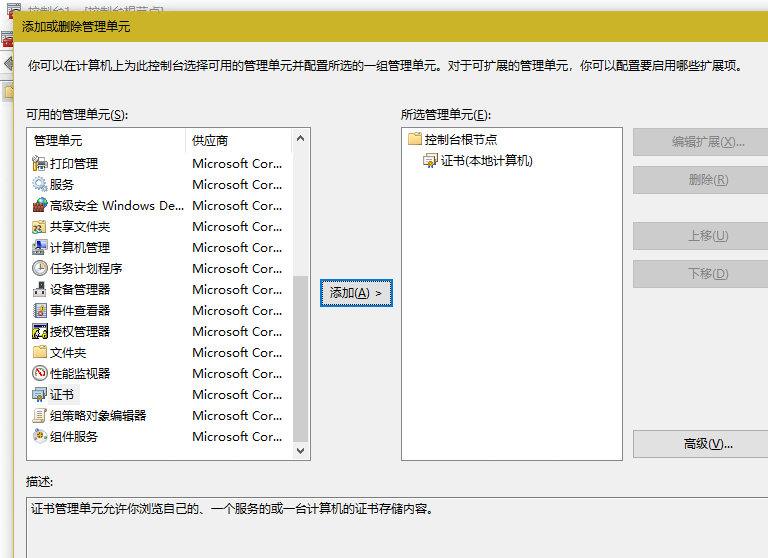 控制台1 - [控制台根节点]
添加或删除管理单元
你可以在计算机上为此控制台选择可用的管理单元并配置所选的一组管理单元。对于可扩展的管理单元，你可以配置要启用哪些扩展项。
可用的管理单元(S):
所选管理单元(E):
管理单元 供应商
打印管理 Microsoft Cor...
服务 Microsoft Cor...
高级安全 Windows De... Microsoft Cor...
共享文件夹 Microsoft Cor...
计算机管理 Microsoft Cor...
任务计划程序 Microsoft Cor...
设备管理器 Microsoft Cor...
事件查看器 Microsoft Cor...
授权管理器 Microsoft Cor...
文件夹 Microsoft Cor...
性能监视器 Microsoft Cor...
证书 Microsoft Cor...
组策略对象编辑器 Microsoft Cor...
组件服务 Microsoft Cor...
添加(A) >
控制台根节点
证书(本地计算机)
编辑扩展(X)...
删除(R)
上移(U)
下移(D)
高级(V)...
描述:
证书管理单元允许你浏览自己的、一个服务的或一台计算机的证书存储内容。